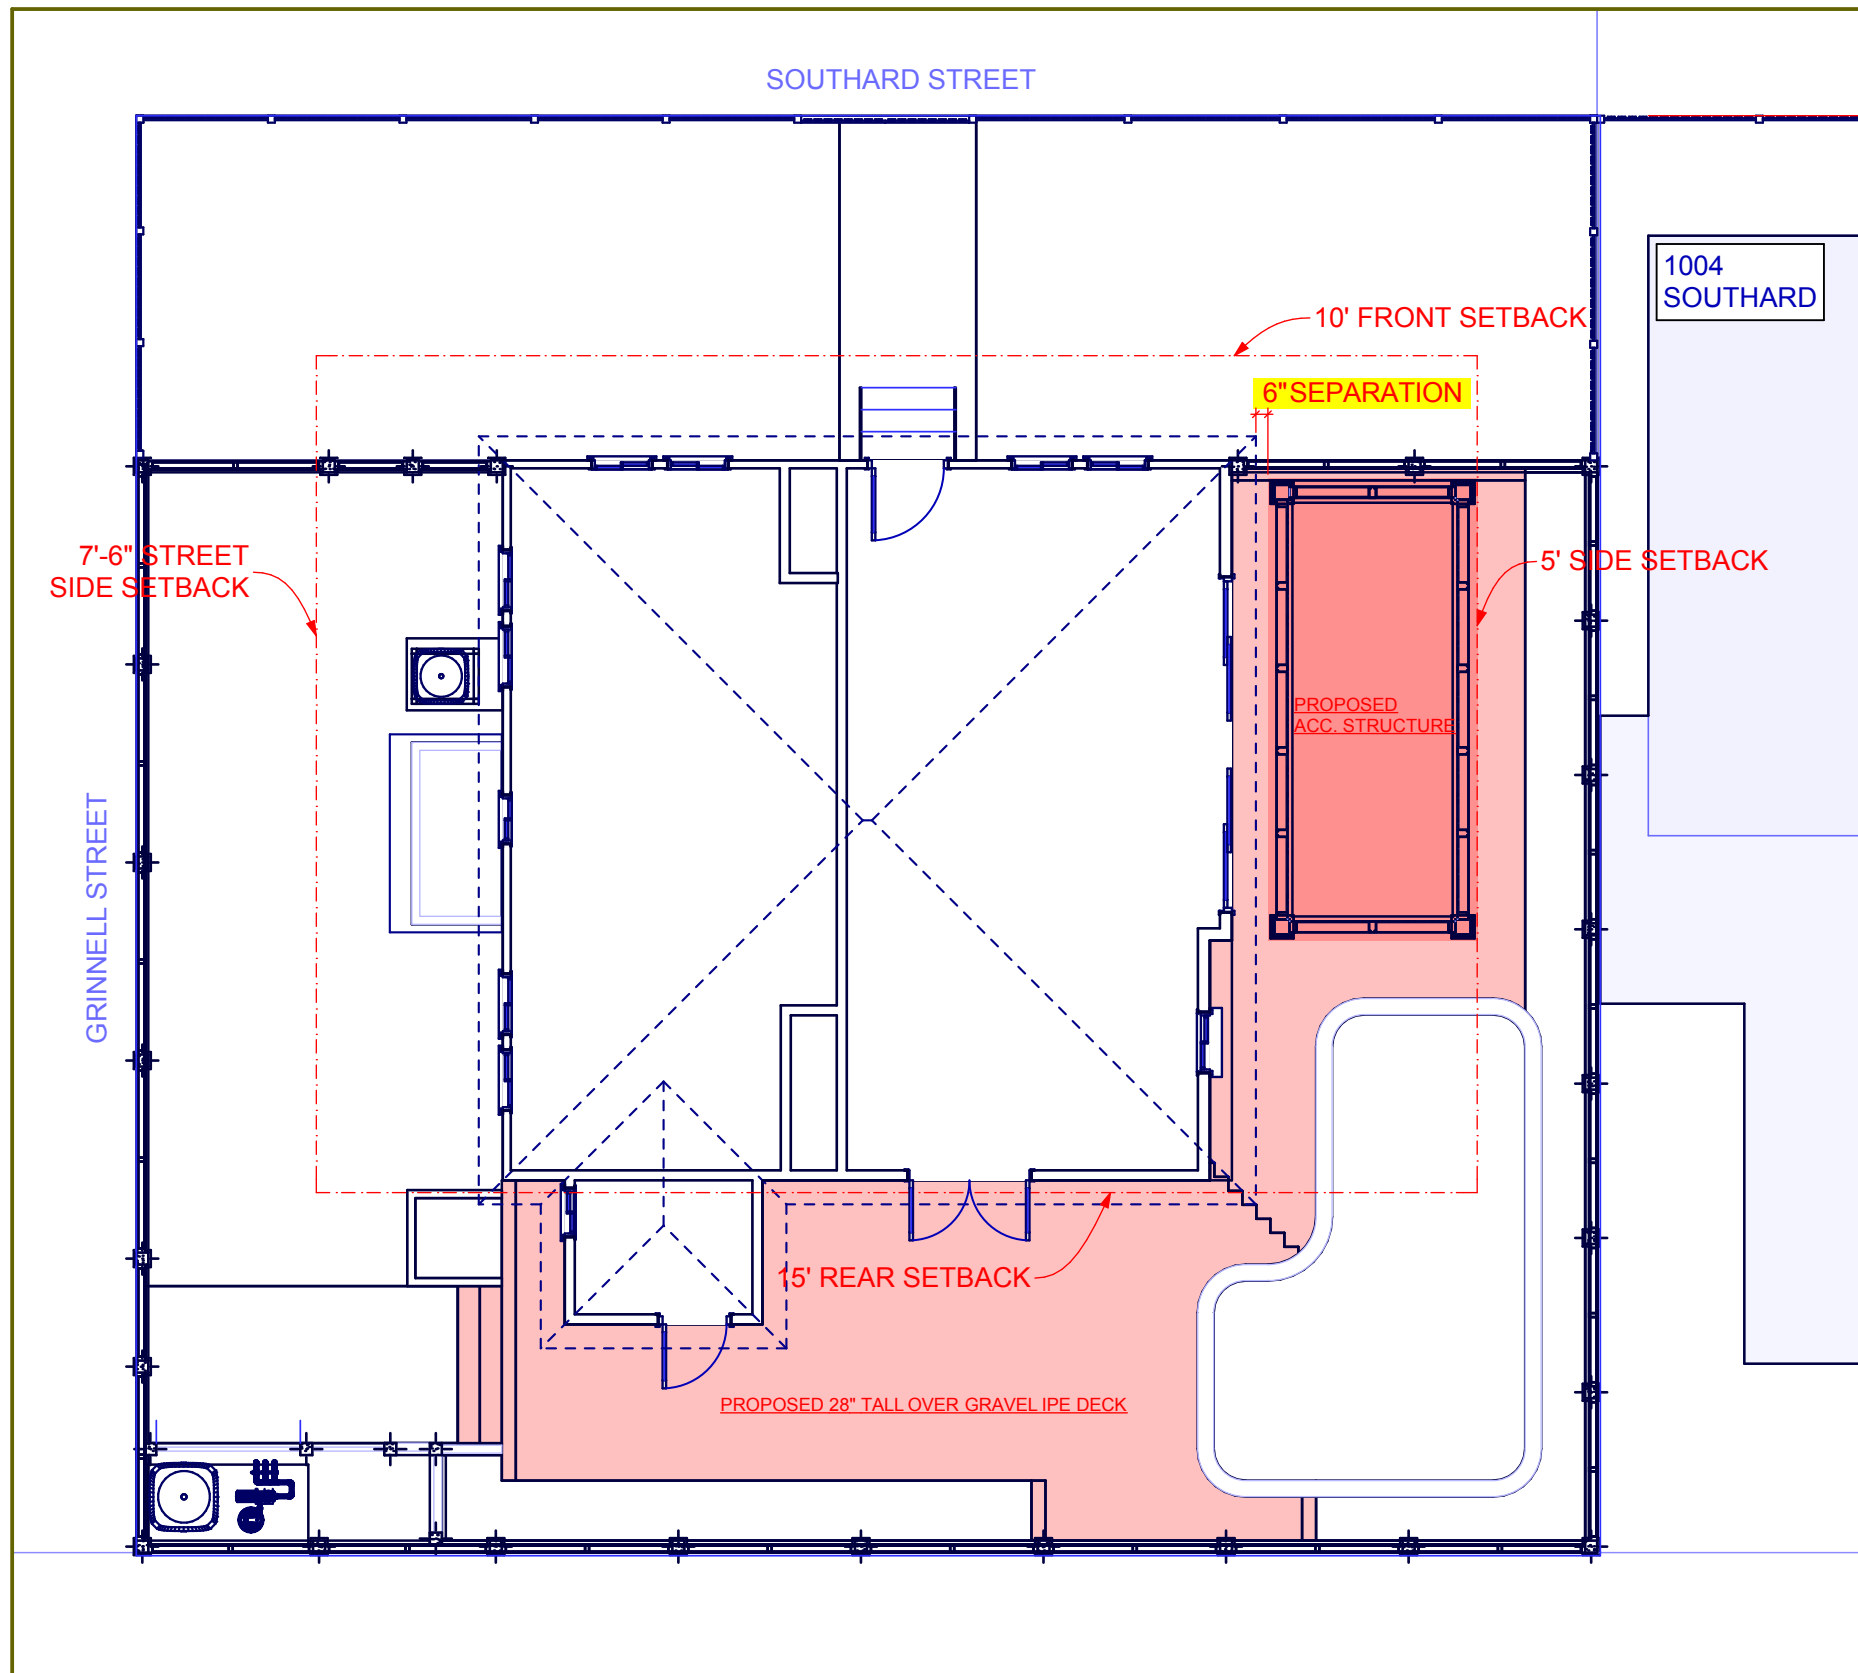 SOUTHARD STREET
1004
SOUTHARD
10' FRONT SETBACK
6"SEPARATION
7'-6" STREET
SIDE SETBACK
5' SIDE SETBACK
PROPOSED
ACC. STRUCTURE
GRINNELL STREET
15' REAR SETBACK
PROPOSED 28" TALL OVER GRAVEL IPE DECK